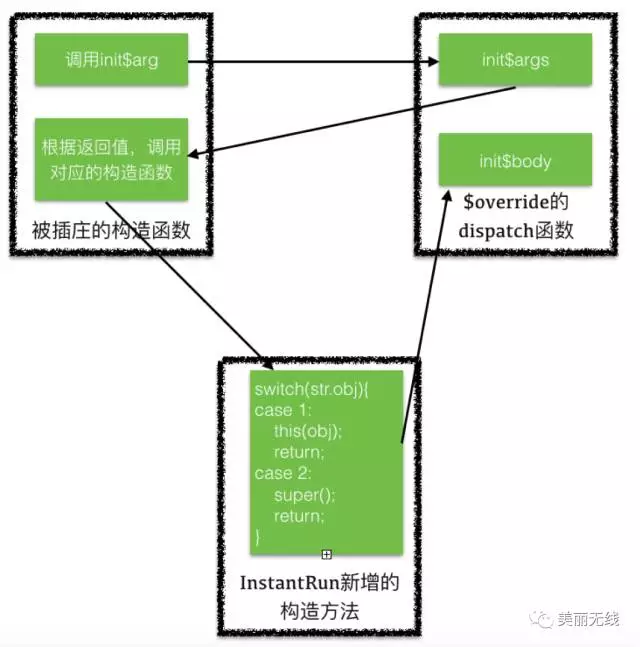 调用init$arg
根据返回值，调用
对应的构造函数
被插庄的构造函数
init$args
init$body
$override的
dispatch函数
switch(str.obj){
case 1:
this(obj);
return;
case 2:
super();
return;
}
InstantRun新增的
构造方法
美丽无线